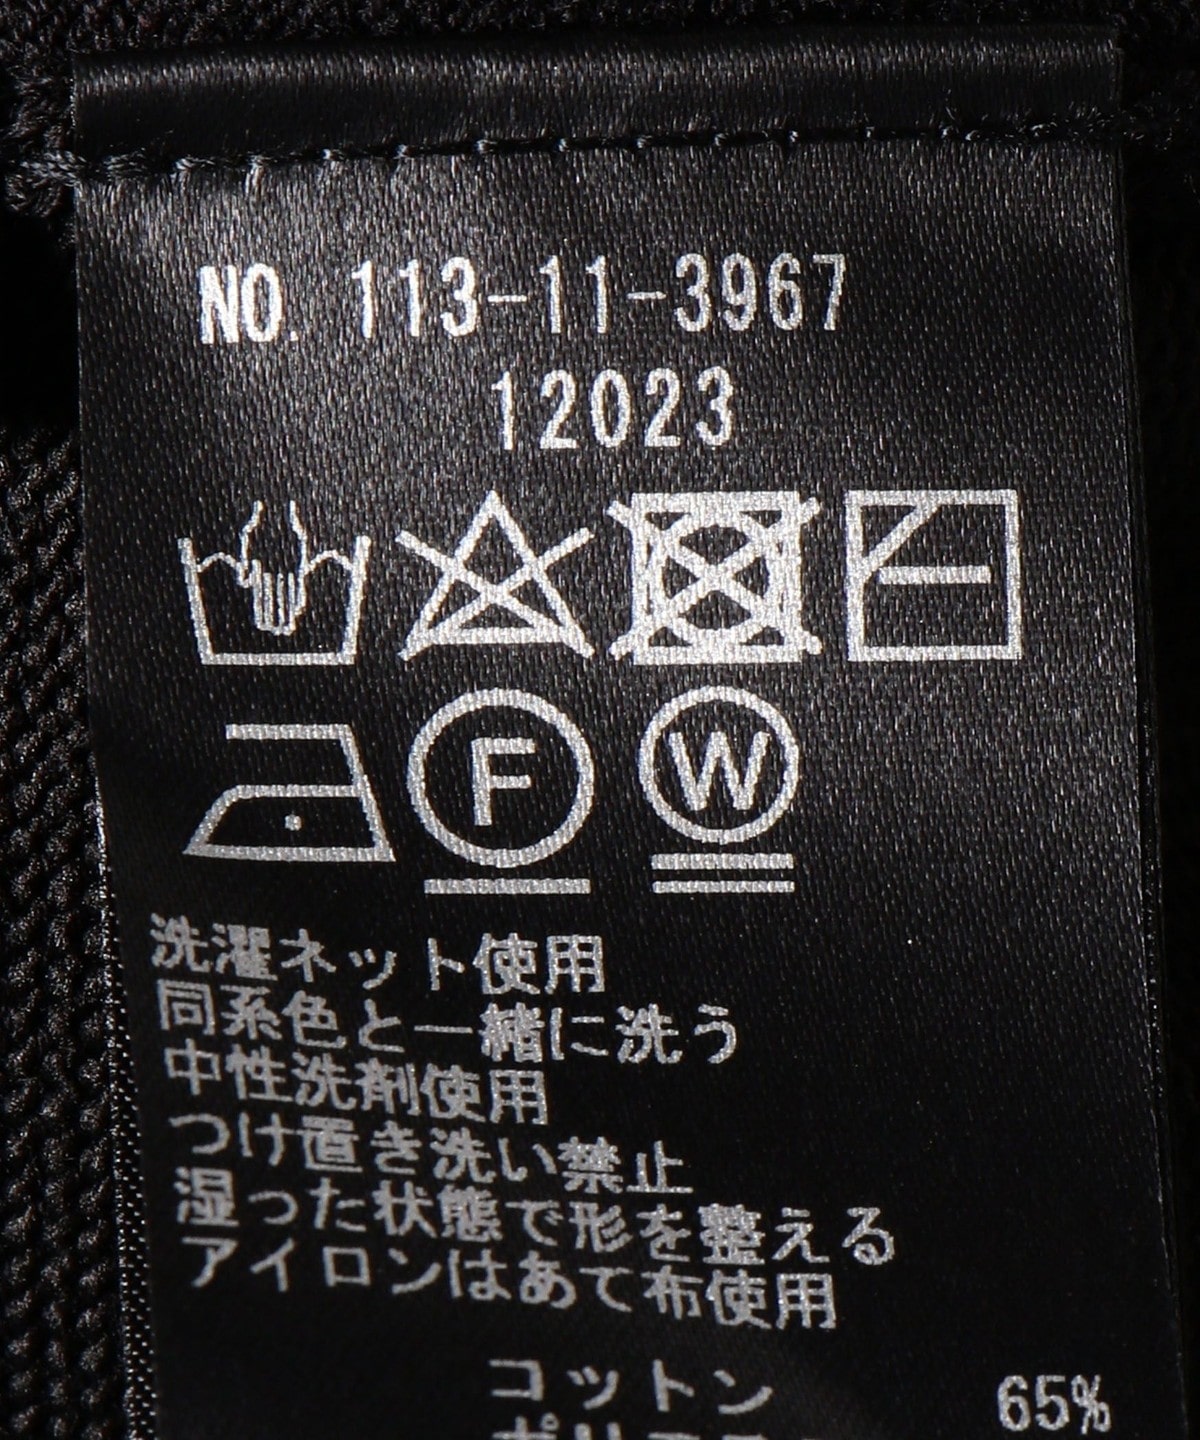 NO. 113-11-3967
12023
F W
洗濯ネット使用
同系色と一緒に洗う
中性洗剤使用
つけ置き洗い禁止
湿った状態で形を整える
アイロンはあて布使用
コットン 65%